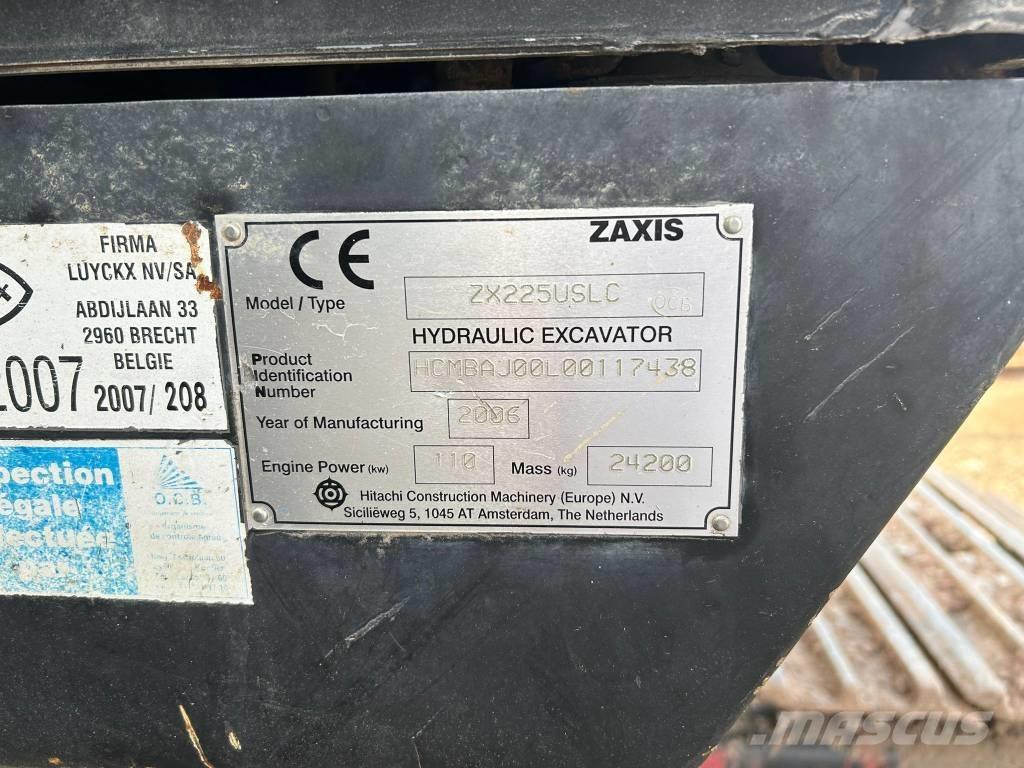 FIRMA
LUYCKX NV/SA
ABDIJLAAN 33
2960 BRECHT
BELGIE
2007/208
CE
ZAXIS
Model / Type ZX225USLC OCB
HYDRAULIC EXCAVATOR
Product
Identification
Number
HCMBAJ00L00117438
Year of Manufacturing 2006
Engine Power (kw) 110 Mass (kg) 24200
Hitachi Construction Machinery (Europe) N.V.
Siciliëweg 5, 1045 AT Amsterdam, The Netherlands
O.C.B.
MASCUS